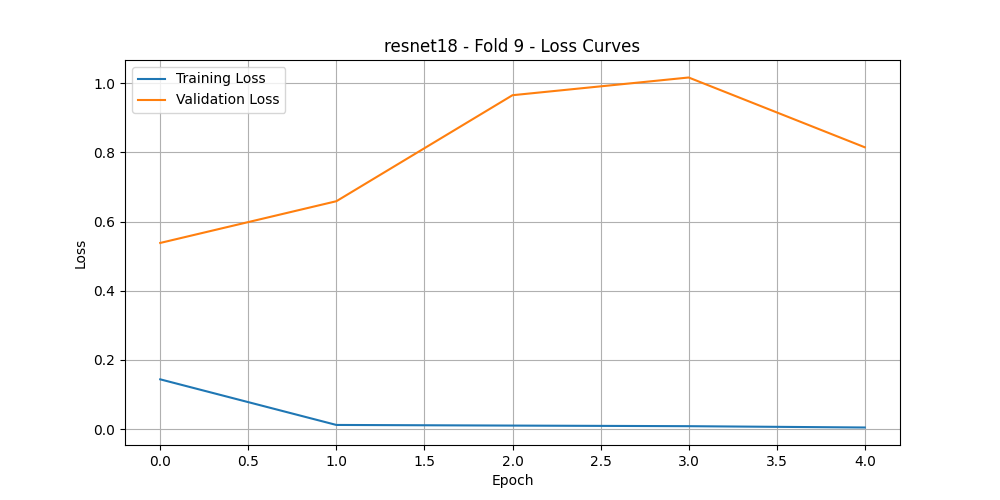 resnet18 - Fold 9 - Loss Curves
Training Loss
Validation Loss
Loss
1.0
0.8
0.6
0.4
0.2
0.0
0.0 0.5 1.0 1.5 2.0 2.5 3.0 3.5 4.0
Epoch